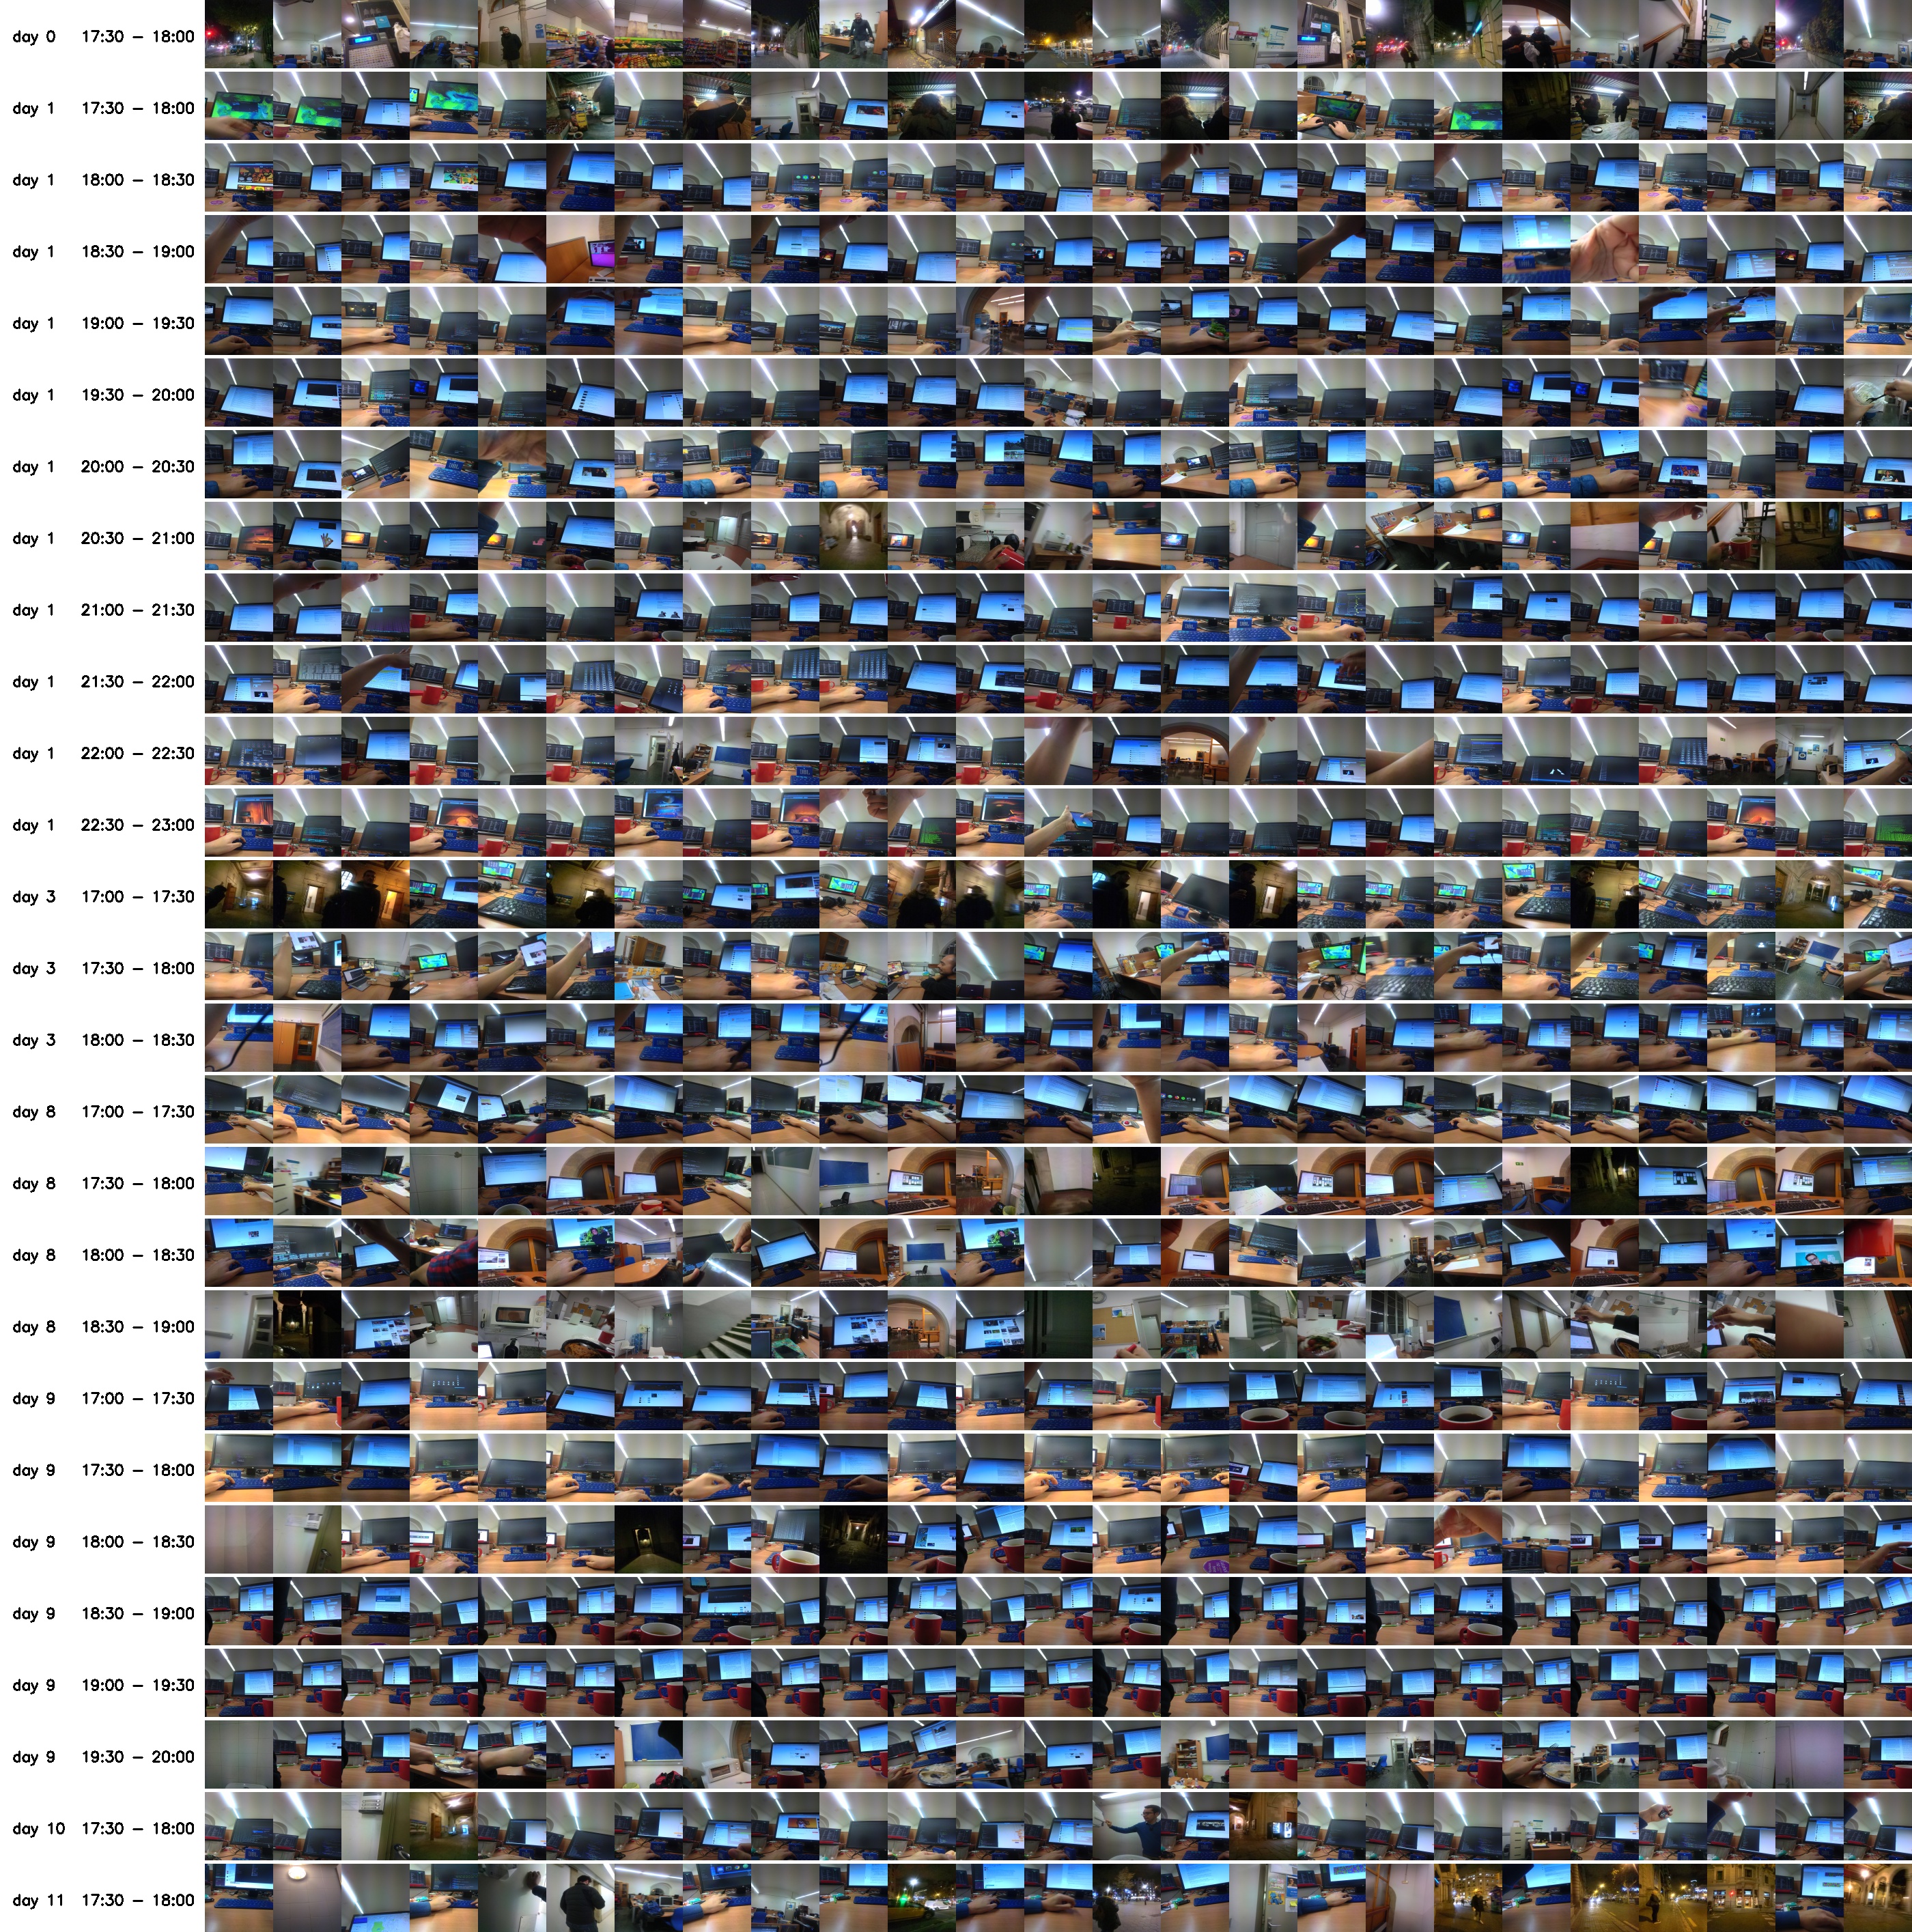 day 0 17:30 – 18:00
day 1 17:30 – 18:00
day 1 18:00 – 18:30
day 1 18:30 – 19:00
day 1 19:00 – 19:30
day 1 19:30 – 20:00
day 1 20:00 – 20:30
day 1 20:30 – 21:00
day 1 21:00 – 21:30
day 1 21:30 – 22:00
day 1 22:00 – 22:30
day 1 22:30 – 23:00
day 3 17:00 – 17:30
day 3 17:30 – 18:00
day 3 18:00 – 18:30
day 8 17:00 – 17:30
day 8 17:30 – 18:00
day 8 18:00 – 18:30
day 8 18:30 – 19:00
day 9 17:00 – 17:30
day 9 17:30 – 18:00
day 9 18:00 – 18:30
day 9 18:30 – 19:00
day 9 19:00 – 19:30
day 9 19:30 – 20:00
day 10 17:30 – 18:00
day 11 17:30 – 18:00